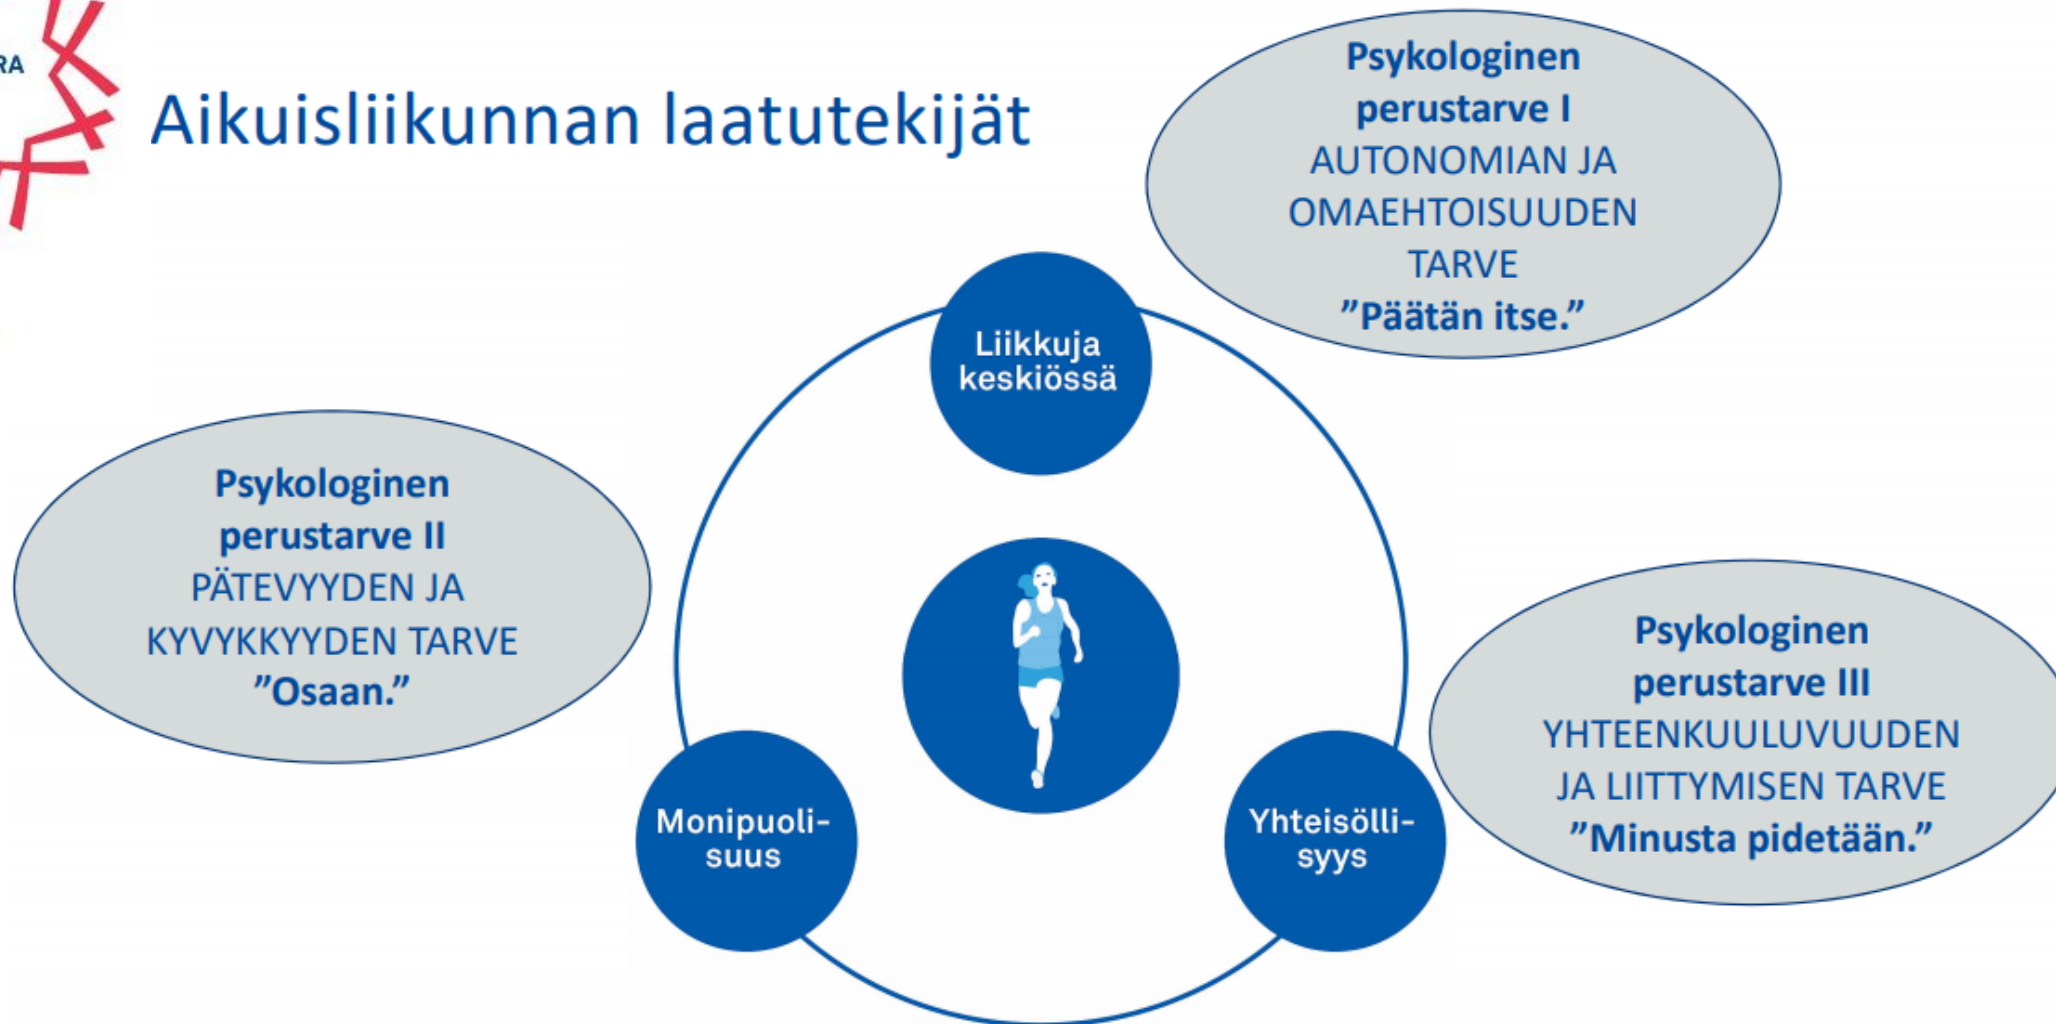 RA
Aikuisliikunnan laatutekijät
Psykologinen
perustarve I
AUTONOMIAN JA
OMAEHTOISUUDEN
TARVE
”Päätän itse.”
Liikkuja
keskiössä
Psykologinen
perustarve II
PÄTEVYYDEN JA
KYVYKKYYDEN TARVE
”Osaan.”
Psykologinen
perustarve III
YHTEENKUULUVUUDEN
JA LIITTYMISEN TARVE
”Minusta pidetään.”
Monipuoli-
suus
Yhteisölli-
syys